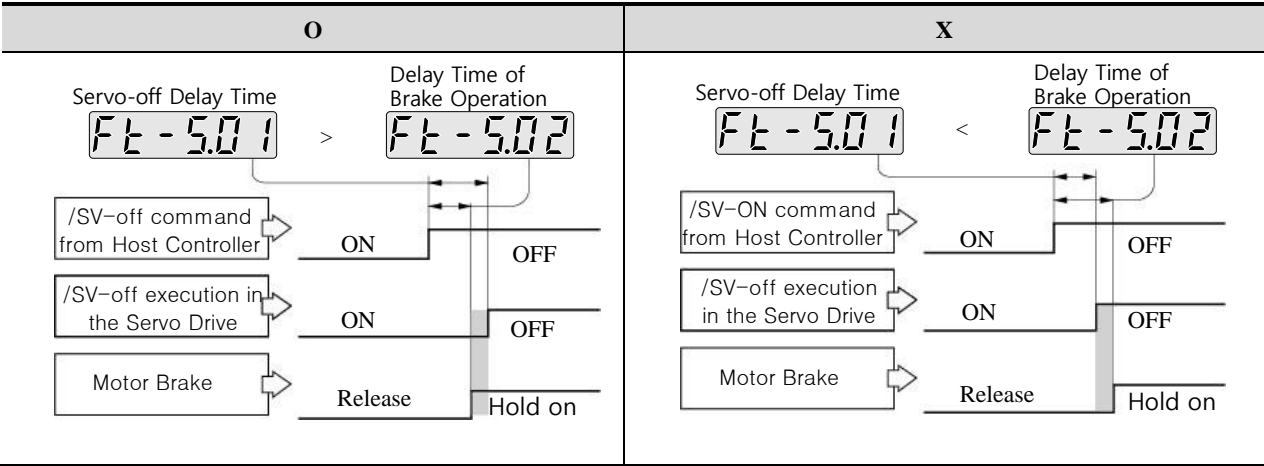 O
X
Servo-off Delay Time
Delay Time of
Brake Operation
Ft - 5.01
>
Ft - 5.02
/SV-off command
from Host Controller
ON
OFF
/SV-off execution in
the Servo Drive
ON
OFF
Motor Brake
Release
Hold on
Servo-off Delay Time
Delay Time of
Brake Operation
Ft - 5.01
<
Ft - 5.02
/SV-ON command
from Host Controller
ON
OFF
/SV-off execution
in the Servo Drive
ON
OFF
Motor Brake
Release
Hold on